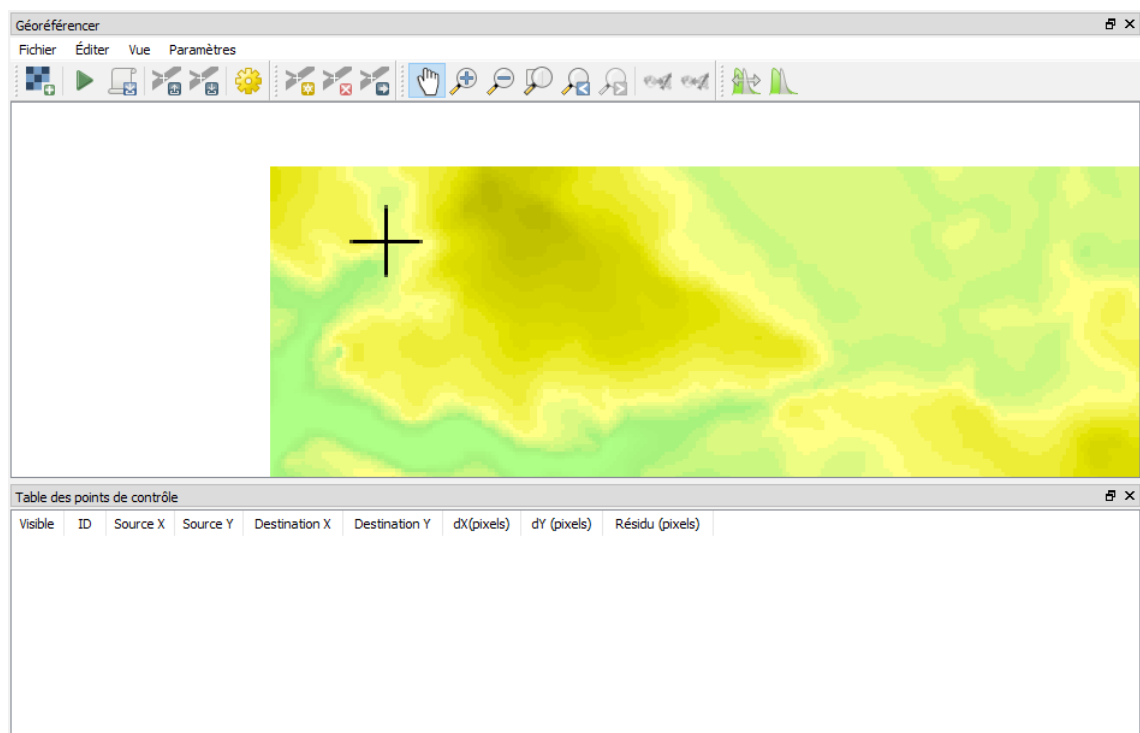 Géoréférencer
Fichier Éditer Vue Paramètres
Table des points de contrôle
Visible ID Source X Source Y Destination X Destination Y dX(pixels) dY (pixels) Résidu (pixels)